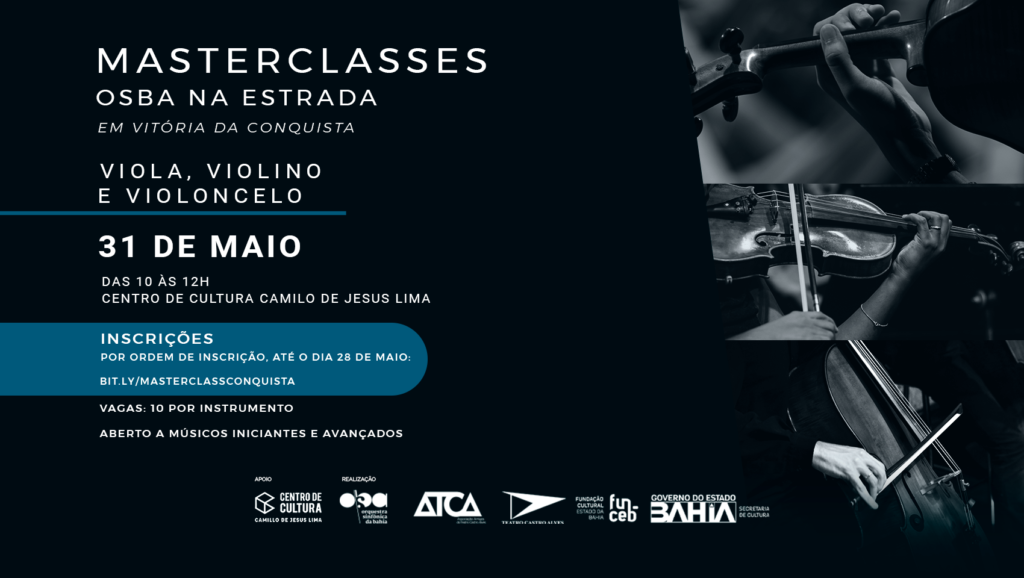 MASTERCLASSES
OSBA NA ESTRADA
EM VITÓRIA DA CONQUISTA
VIOLA, VIOLINO
E VIOLONCELO
31 DE MAIO
DAS 10 ÀS 12H
CENTRO DE CULTURA CAMILO DE JESUS LIMA
INSCRIÇÕES
POR ORDEM DE INSCRIÇÃO, ATÉ O DIA 28 DE MAIO:
BIT.LY/MASTERCLASSCONQUISTA
VAGAS: 10 POR INSTRUMENTO
ABERTO A MÚSICOS INICIANTES E AVANÇADOS
APOIO
CENTRO DE
CULTURA
CAMILLO DE JESUS LIMA
REALIZAÇÃO
orquestra
sinfônica
da bahia
ATCA
TEATRO CASTRO ALVES
FUNDAÇÃO
CULTURAL
ESTADO DA
BAHIA
fun
ceb
GOVERNO DO ESTADO
BAHIA
SECRETARIA
DE CULTURA